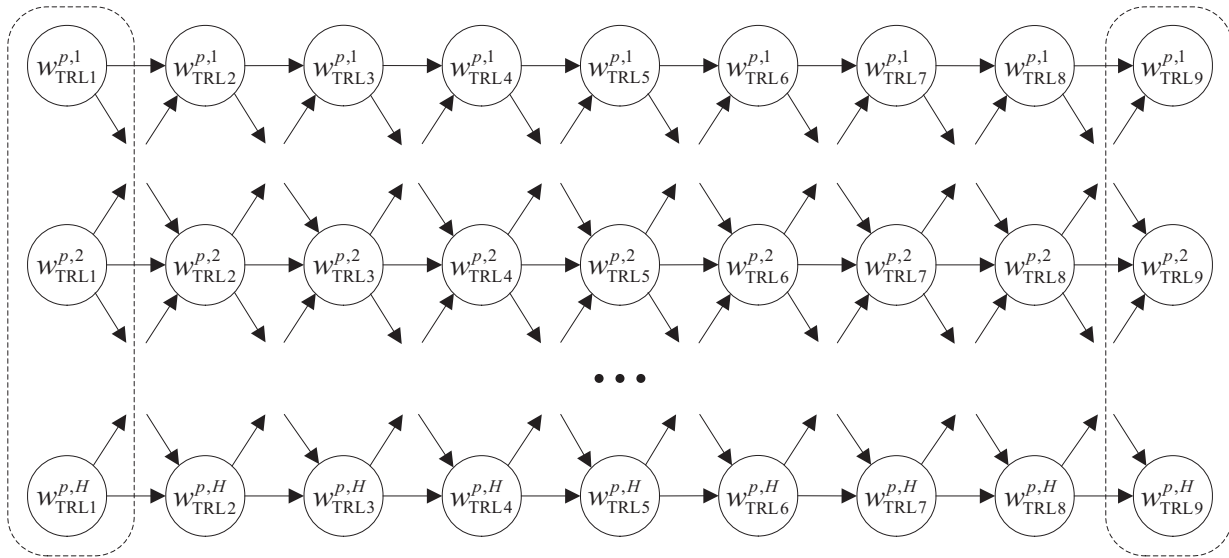 w^{p,1}_{TRL1} w^{p,1}_{TRL2} w^{p,1}_{TRL3} w^{p,1}_{TRL4} w^{p,1}_{TRL5} w^{p,1}_{TRL6} w^{p,1}_{TRL7} w^{p,1}_{TRL8} w^{p,1}_{TRL9}
w^{p,2}_{TRL1} w^{p,2}_{TRL2} w^{p,2}_{TRL3} w^{p,2}_{TRL4} w^{p,2}_{TRL5} w^{p,2}_{TRL6} w^{p,2}_{TRL7} w^{p,2}_{TRL8} w^{p,2}_{TRL9}
...
w^{p,H}_{TRL1} w^{p,H}_{TRL2} w^{p,H}_{TRL3} w^{p,H}_{TRL4} w^{p,H}_{TRL5} w^{p,H}_{TRL6} w^{p,H}_{TRL7} w^{p,H}_{TRL8} w^{p,H}_{TRL9}